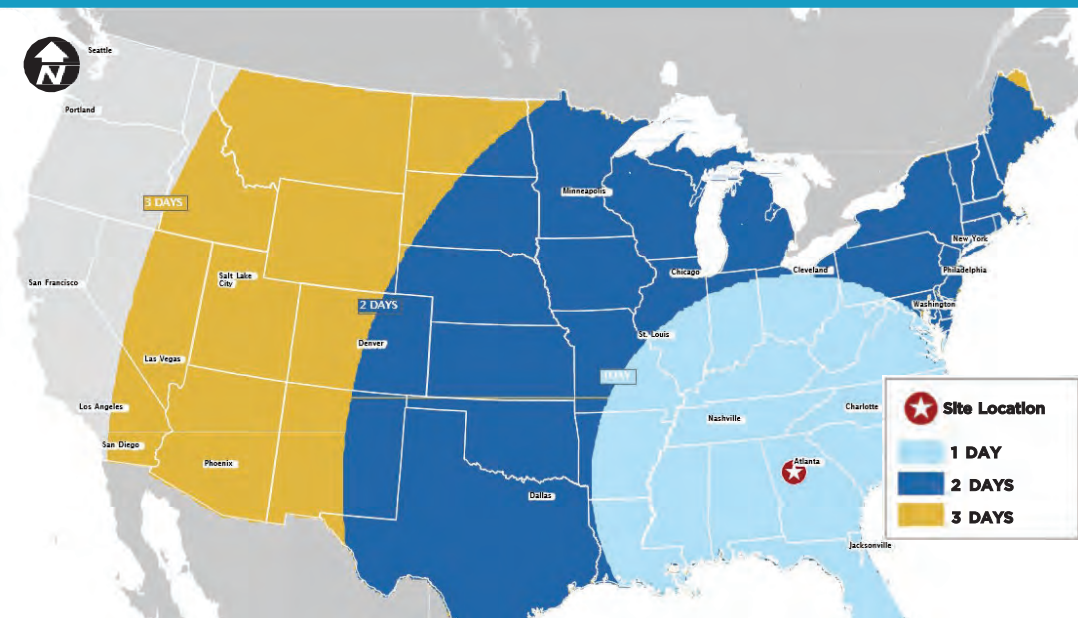 Seattle
N
Portland
3 DAYS
Minneapolis
New York
San Francisco
Salt Lake
City
Chicago
Cleveland
Philadelphia
2 DAYS
Washington
Denver
St. Louis
Las Vegas
1 DAY
Los Angeles
Nashville
Charlotte
San Diego
Phoenix
Atlanta
Dallas
Jacksonville
Site Location
1 DAY
2 DAYS
3 DAYS